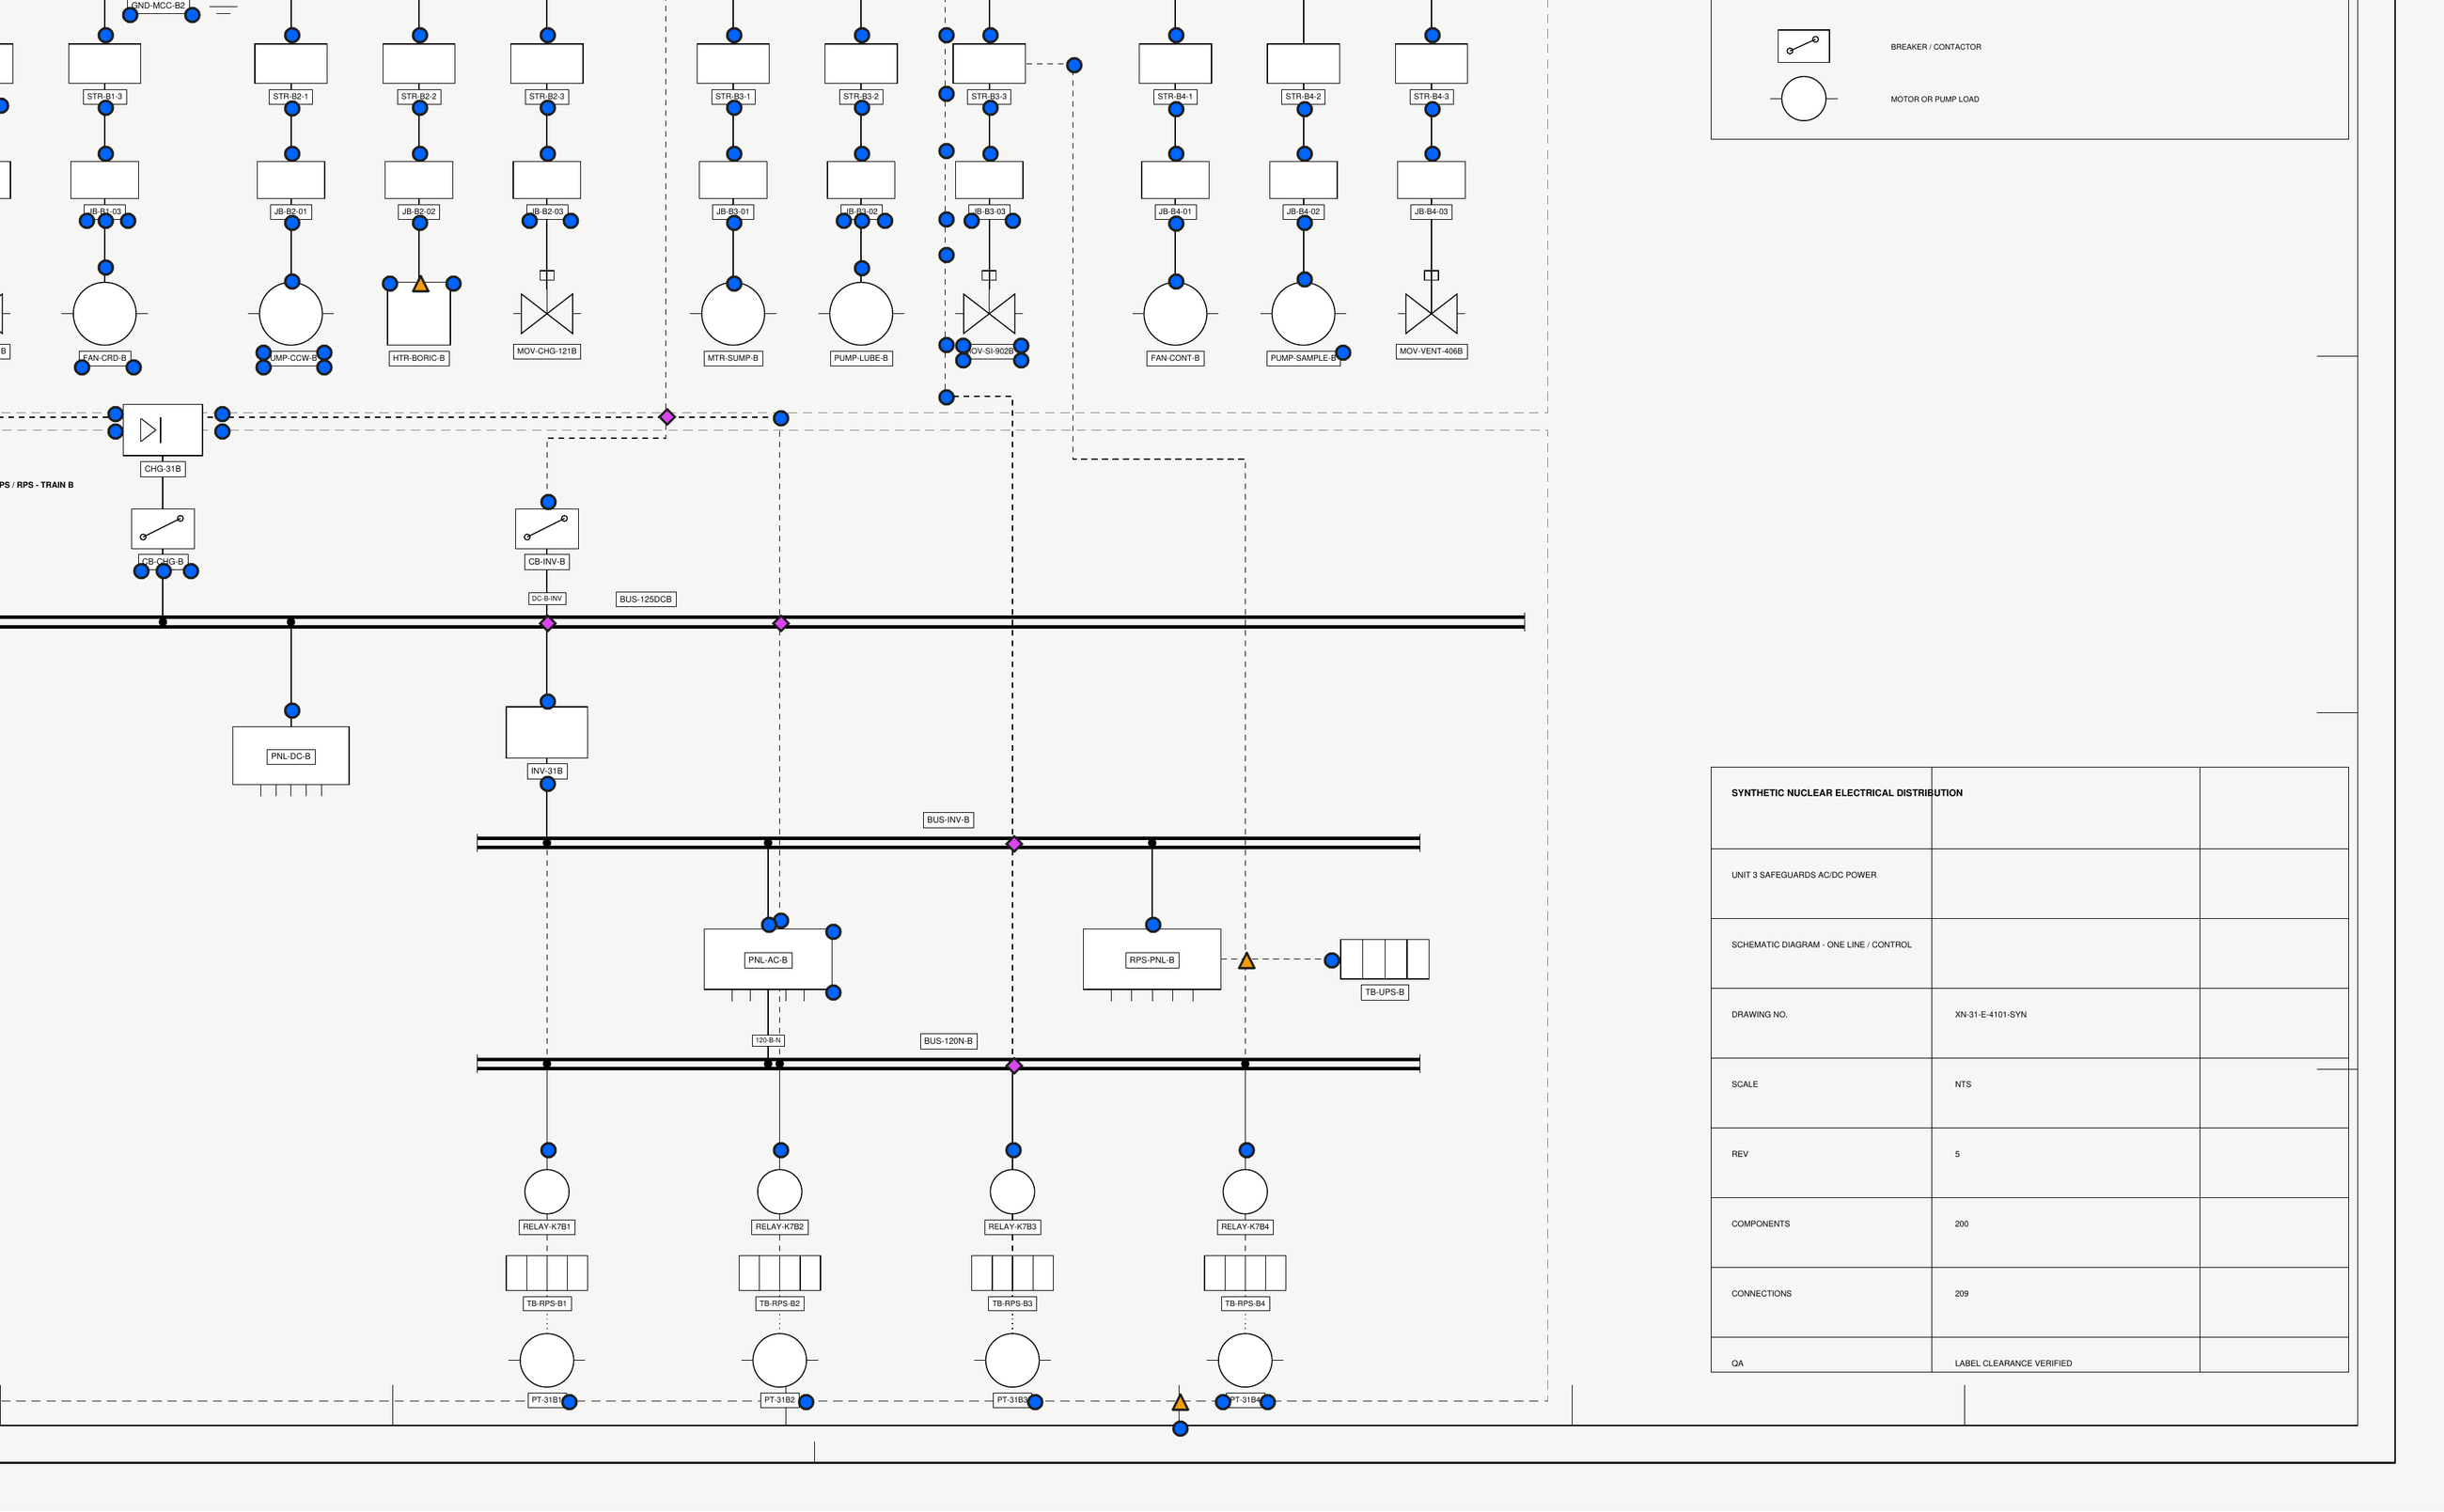 GND-MCC-B2
BREAKER / CONTACTOR
STR-B1-3
STR-B2-1
STR-B2-2
STR-B2-3
STR-B3-1
STR-B3-2
STR-B3-3
STR-B4-1
STR-B4-2
STR-B4-3
MOTOR OR PUMP LOAD
JB-B1-03
JB-B2-01
JB-B2-02
JB-B2-03
JB-B3-01
JB-B3-02
JB-B3-03
JB-B4-01
JB-B4-02
JB-B4-03
B
FAN-CRD-B
UMP-CCW-B
HTR-BORIC-B
MOV-CHG-121B
MTR-SUMP-B
PUMP-LUBE-B
OV-SI-902B
FAN-CONT-B
PUMP-SAMPLE-B
MOV-VENT-406B
CHG-31B
PS / RPS - TRAIN B
CB-CHG-B
CB-INV-B
DC-B-INV
BUS-125DCB
PNL-DC-B
INV-31B
SYNTHETIC NUCLEAR ELECTRICAL DISTRIBUTION
BUS-INV-B
UNIT 3 SAFEGUARDS AC/DC POWER
SCHEMATIC DIAGRAM - ONE LINE / CONTROL
PNL-AC-B
RPS-PNL-B
TB-UPS-B
DRAWING NO. XN-31-E-4101-SYN
120-B-N
BUS-120N-B
SCALE NTS
REV 5
RELAY-K7B1
RELAY-K7B2
RELAY-K7B3
RELAY-K7B4
COMPONENTS 200
CONNECTIONS 209
TB-RPS-B1
TB-RPS-B2
TB-RPS-B3
TB-RPS-B4
QA LABEL CLEARANCE VERIFIED
PT-31B1
PT-31B2
PT-31B3
PT-31B4